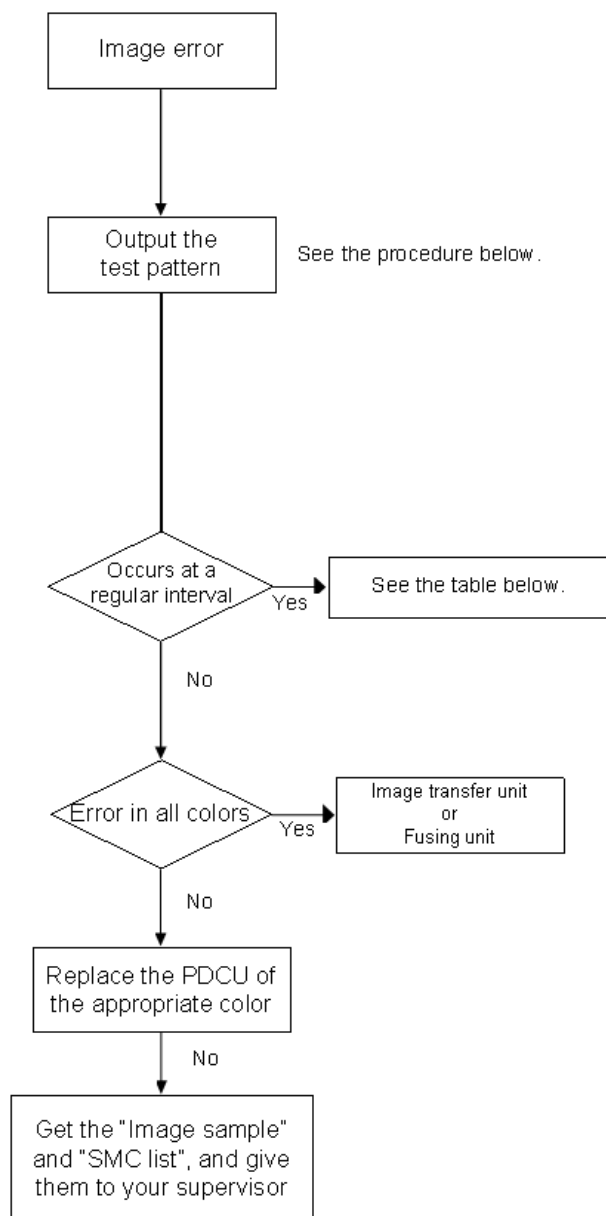 Image error
Output the
test pattern
See the procedure below.
Occurs at a
regular interval
Yes
See the table below.
No
Error in all colors
Yes
Image transfer unit
or
Fusing unit
No
Replace the PDCU of
the appropriate color
No
Get the "Image sample"
and "SMC list", and give
them to your supervisor